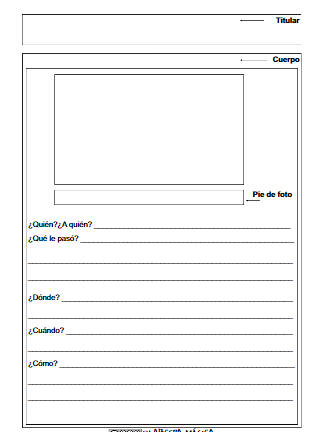 Titular
Cuerpo
Pie de foto
¿Quién?¿A quién?
¿Qué le pasó?
¿Dónde?
¿Cuándo?
¿Cómo?